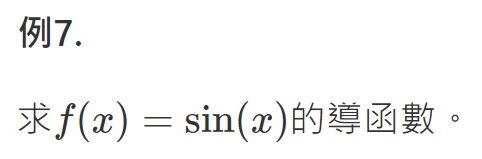 例7.
求f(x) = sin(x)的導函數。